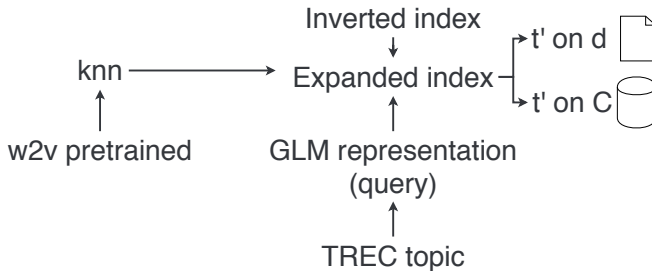 Inverted index
t' on d
knn
Expanded index
t' on C
w2v pretrained
GLM representation
(query)
TREC topic